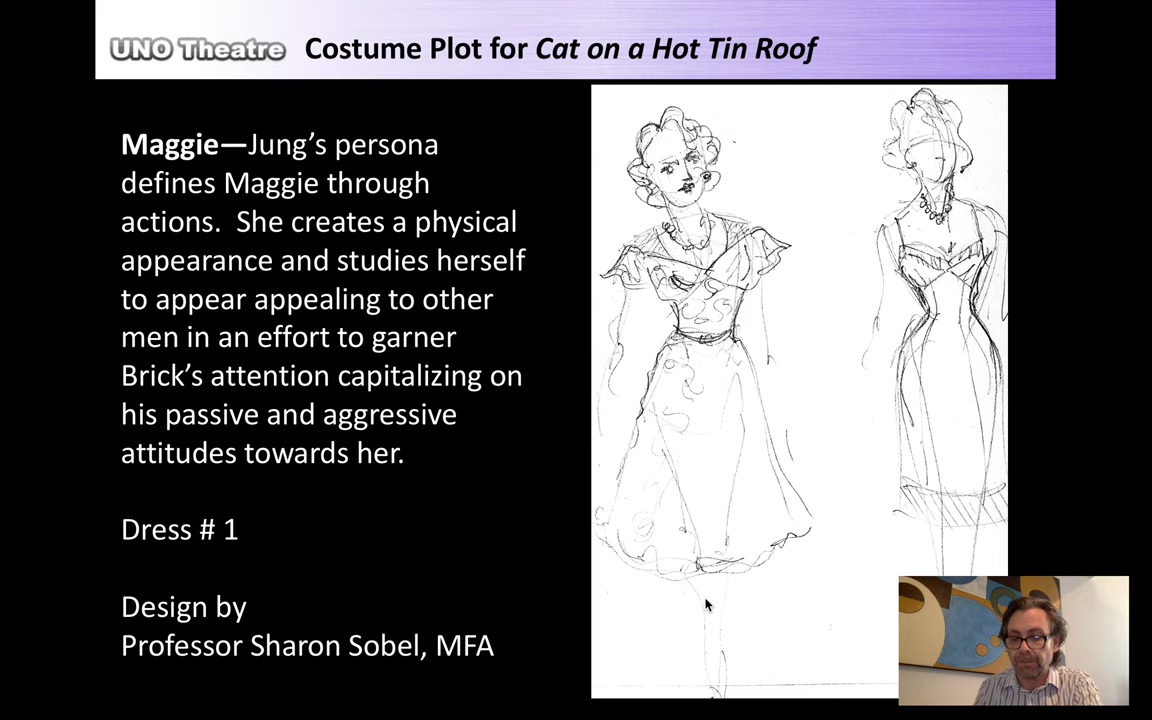 UNO Theatre Costume Plot for Cat on a Hot Tin Roof
Maggie—Jung's persona
defines Maggie through
actions.  She creates a physical
appearance and studies herself
to appear appealing to other
men in an effort to garner
Brick's attention capitalizing on
his passive and aggressive
attitudes towards her.
Dress # 1
Design by
Professor Sharon Sobel, MFA